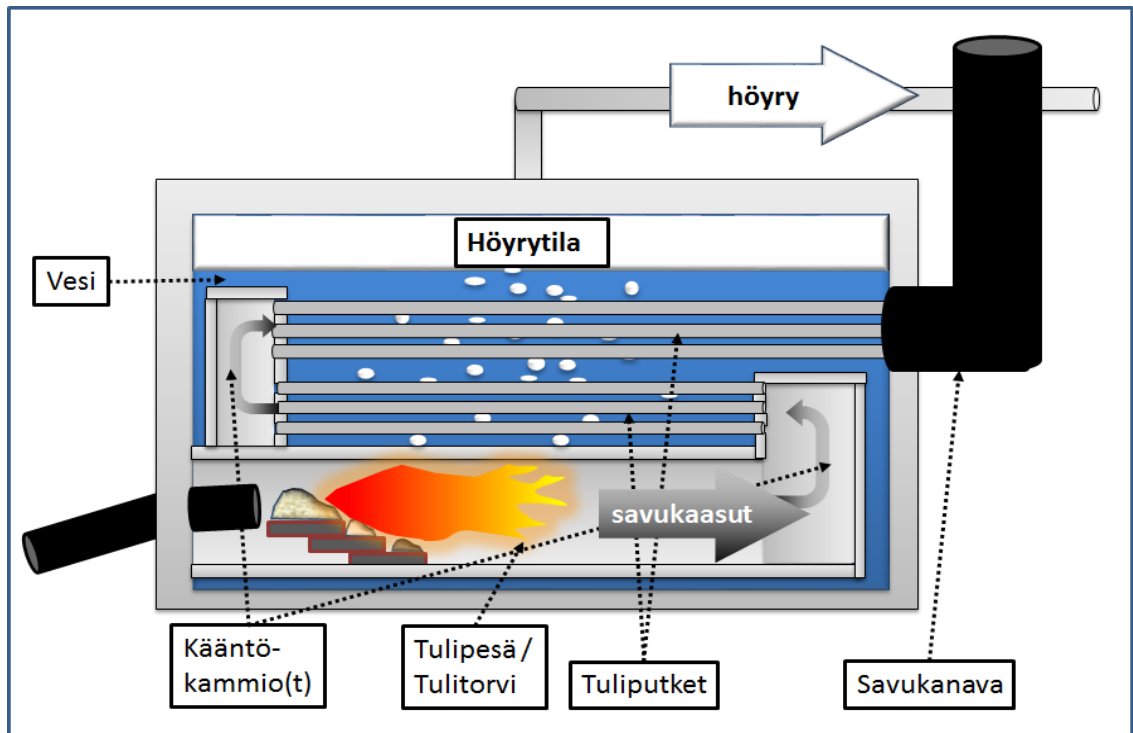 höyry
Höyrytila
Vesi
savukaasut
Kääntö-
kammio(t)
Tulipesä /
Tulitorvi
Tuliputket
Savukanava